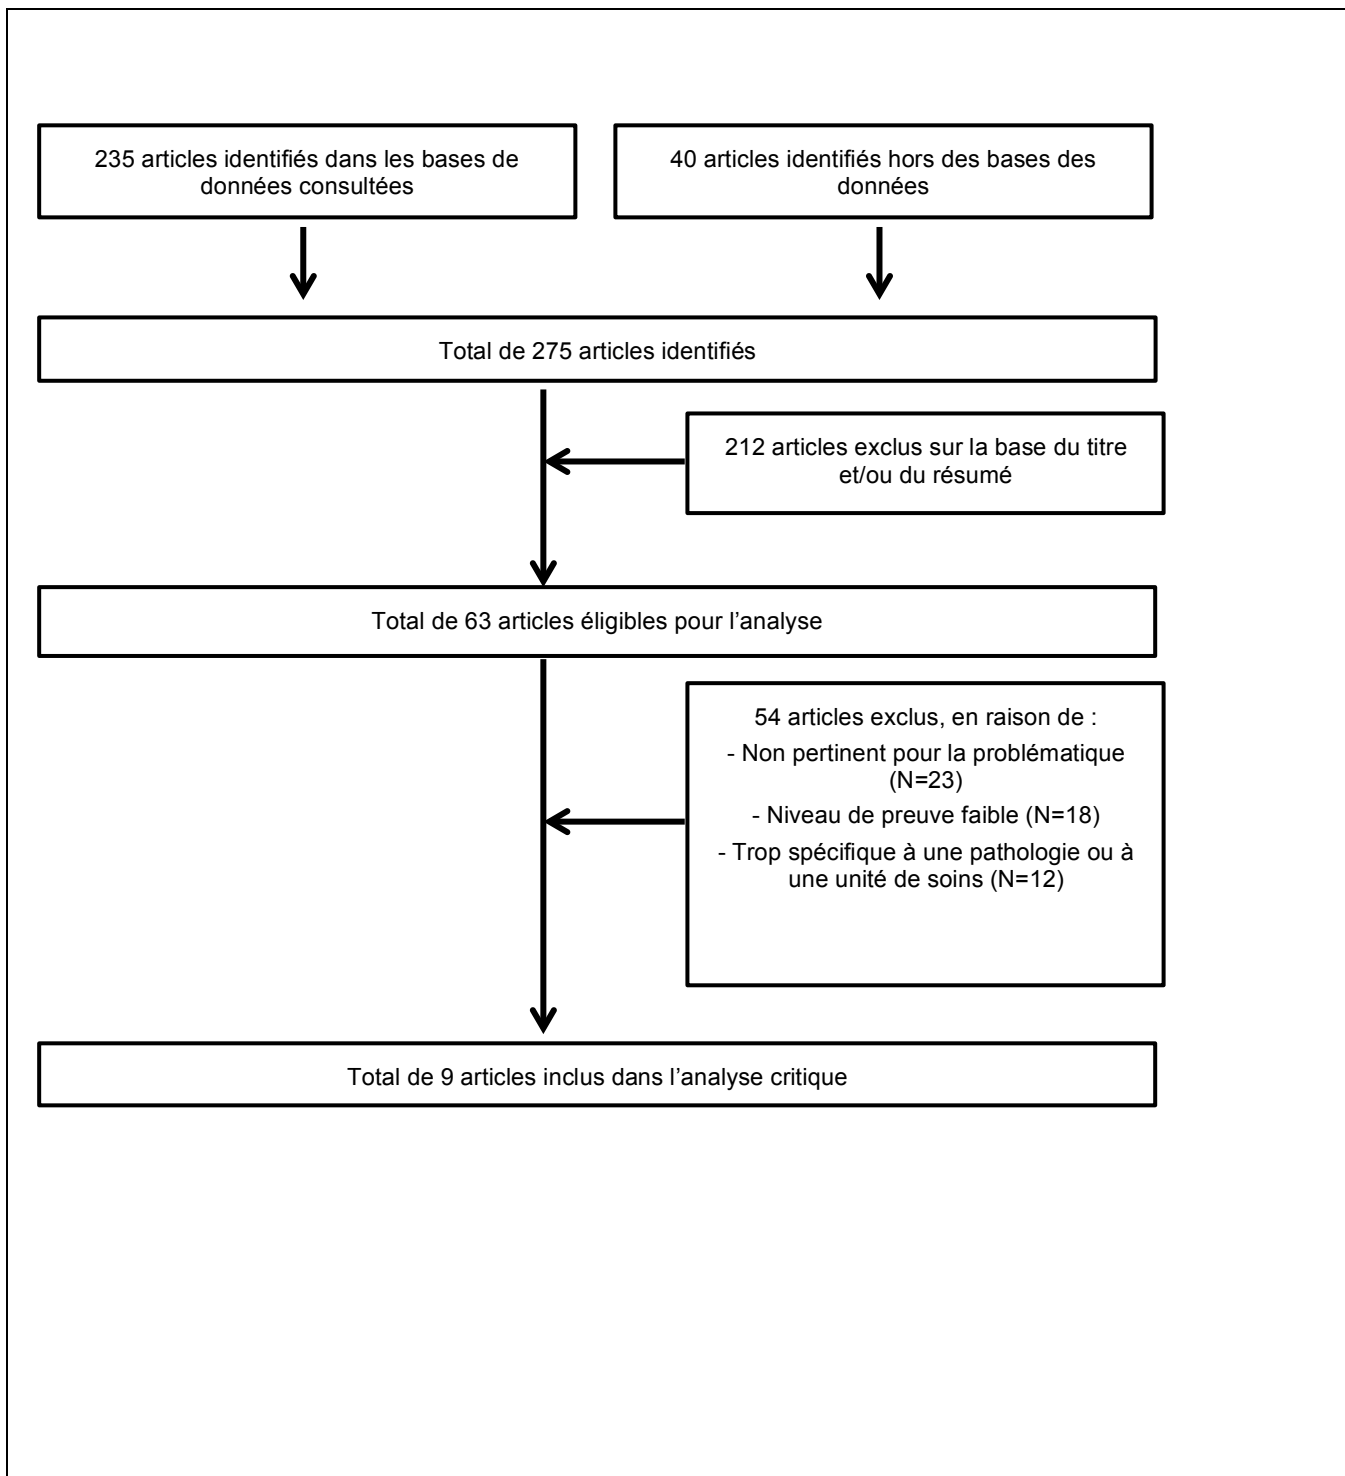 235 articles identifiés dans les bases de
données consultées
40 articles identifiés hors des bases des
données
Total de 275 articles identifiés
212 articles exclus sur la base du titre
et/ou du résumé
Total de 63 articles éligibles pour l’analyse
54 articles exclus, en raison de :
- Non pertinent pour la problématique
(N=23)
- Niveau de preuve faible (N=18)
- Trop spécifique à une pathologie ou à
une unité de soins (N=12)
Total de 9 articles inclus dans l’analyse critique